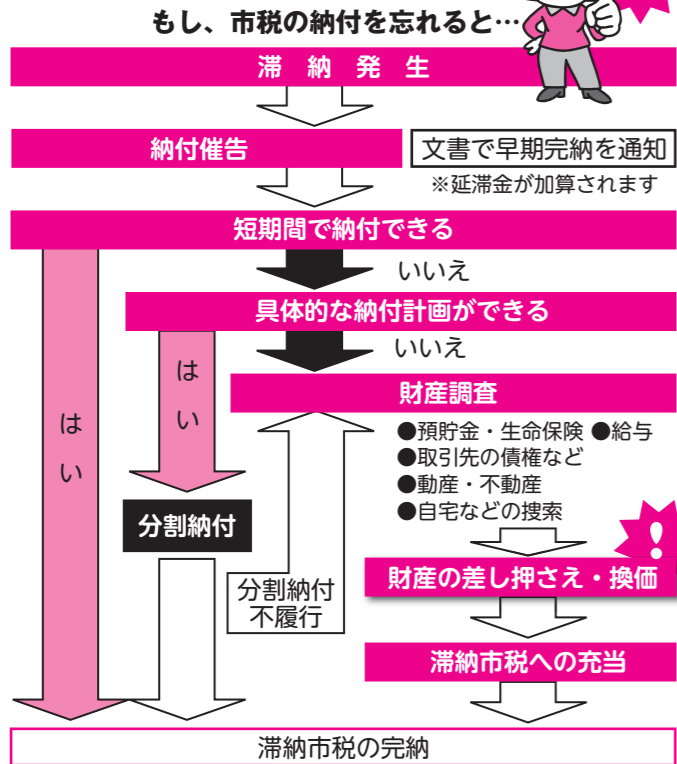 もし、市税の納付を忘れると…
滞納発生
納付催告
文書で早期完納を通知
※延滞金が加算されます
短期間で納付できる
いいえ
具体的な納付計画ができる
いいえ
はい
はい
財産調査
●預貯金・生命保険 ●給与
●取引先の債権など
●動産・不動産
●自宅などの捜索
分割納付
分割納付
不履行
!
財産の差し押さえ・換価
滞納市税への充当
滞納市税の完納